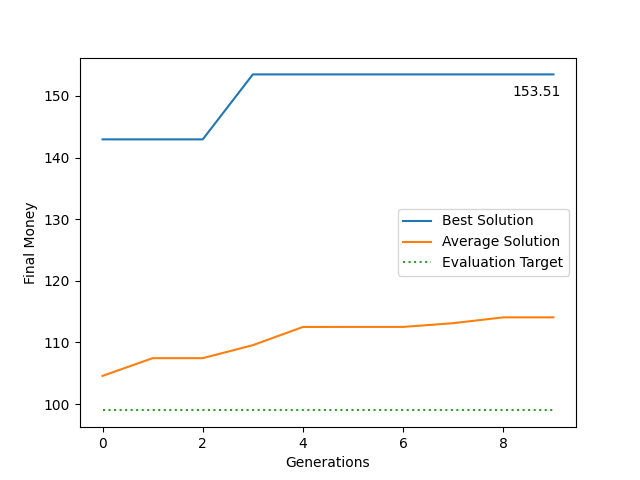 150
153.51
140
130
Best Solution
Average Solution
Evaluation Target
120
110
100
Final Money
0
2
4
6
8
Generations